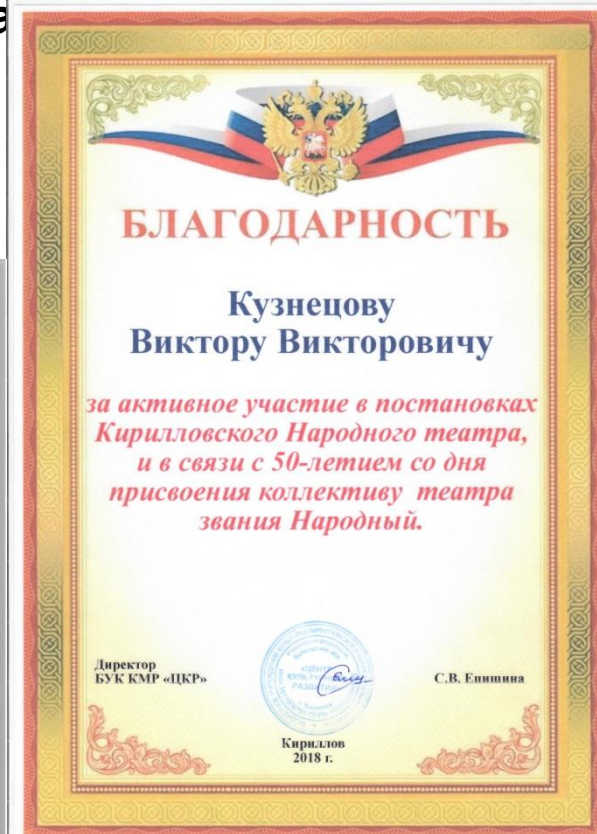 БЛАГОДАРНОСТЬ
Кузнецову
Виктору Викторовичу
за активное участие в постановках
Кирилловского Народного театра,
и в связи с 50-летием со дня
присвоения коллективу театра
звания Народный.
Директор
БУК КМР «ЦКР»
С.В. Епишина
Кириллов
2018 г.